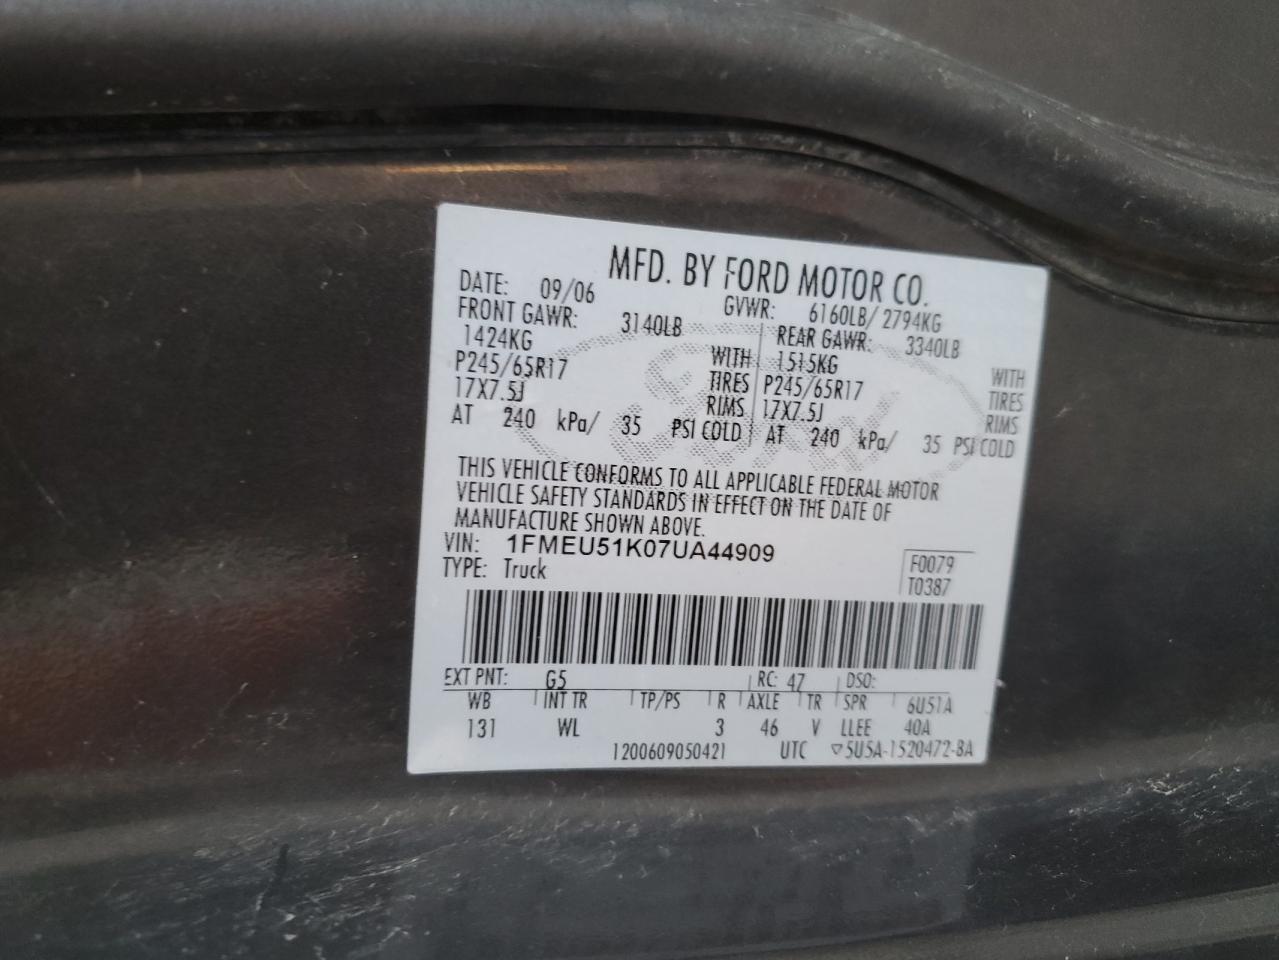 MFD. BY FORD MOTOR CO.
DATE: 09/06 GVWR: 6160LB/ 2794KG
FRONT GAWR: 3140LB REAR GAWR: 3340LB
1424KG WITH 1515KG WITH
P245/65R17 TIRES P245/65R17 TIRES
17X7.5J RIMS 17X7.5J RIMS
AT 240 kPa/ 35 PSI COLD AT 240 kPa/ 35 PSI COLD
Ford
THIS VEHICLE CONFORMS TO ALL APPLICABLE FEDERAL MOTOR
VEHICLE SAFETY STANDARDS IN EFFECT ON THE DATE OF
MANUFACTURE SHOWN ABOVE.
VIN: 1FMEU51K07UA44909
TYPE: Truck
F0079
T0387
EXT PNT: G5 RC: 47 DSO:
WB INT TR TP/PS R AXLE TR SPR 6U51A
131 WL 3 46 V LLEE 40A
1200609050421 UTC ▽5U5A-1520472-BA